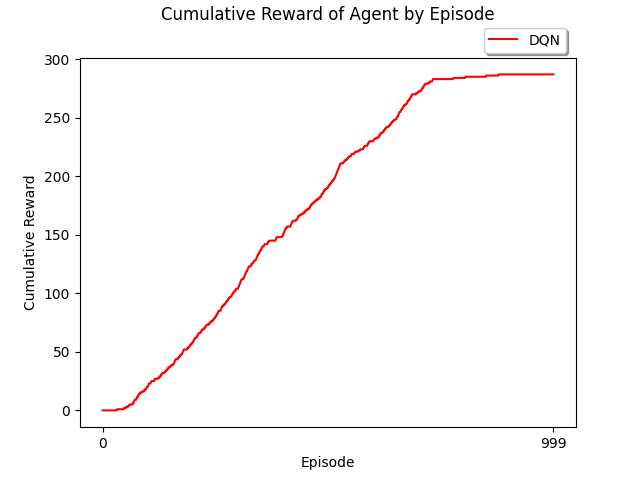 Cumulative Reward of Agent by Episode
DQN
300
250
200
150
100
50
0
Cumulative Reward
0
999
Episode